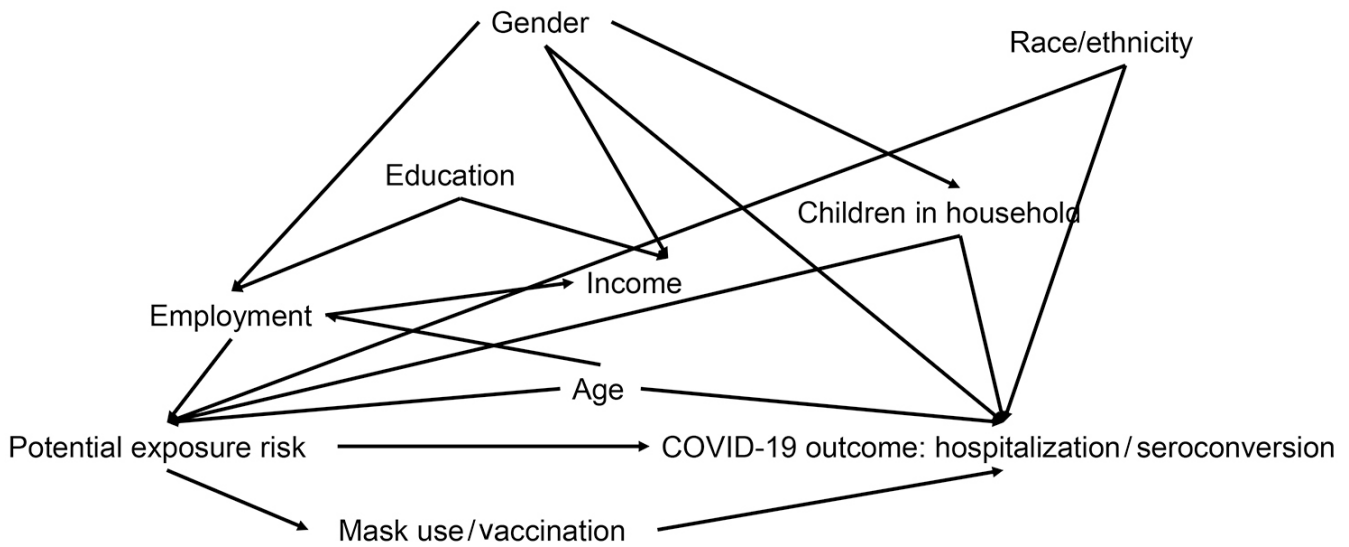 Gender
Race/ethnicity
Education
Children in household
Income
Employment
Age
Potential exposure risk
COVID-19 outcome: hospitalization/seroconversion
Mask use/vaccination